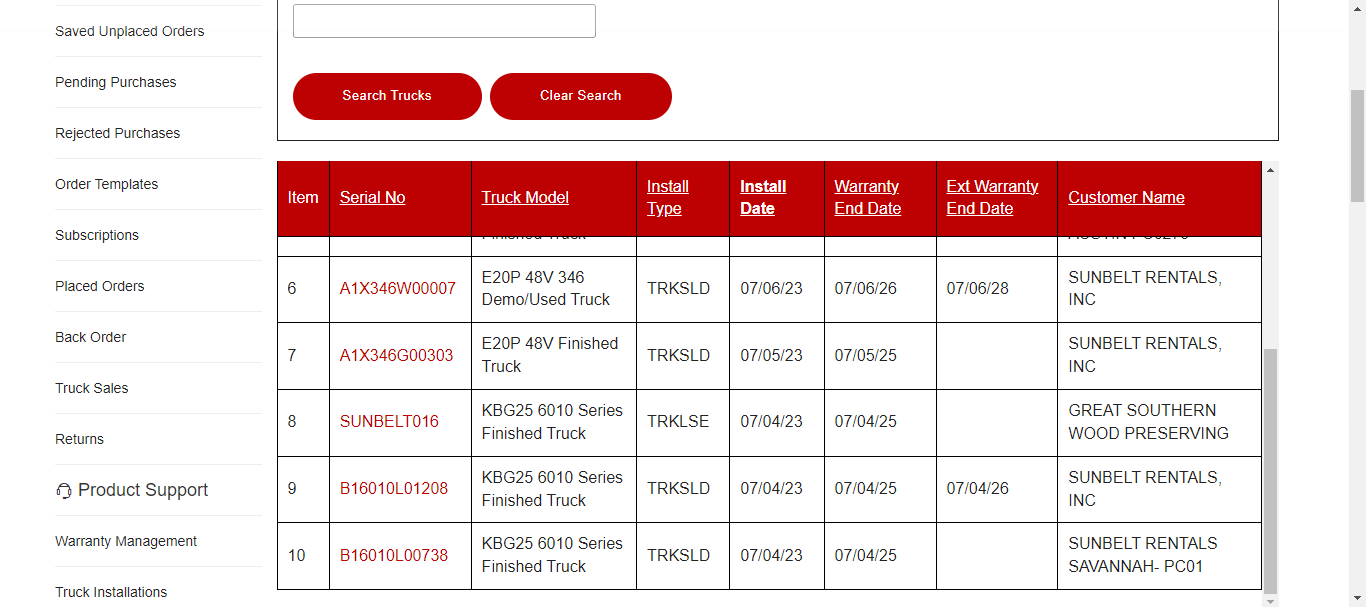 Saved Unplaced Orders
Pending Purchases
Rejected Purchases
Order Templates
Subscriptions
Placed Orders
Back Order
Truck Sales
Returns
Product Support
Warranty Management
Truck Installations
Search Trucks
Clear Search
Item
Serial No
Truck Model
Install
Type
Install
Date
Warranty
End Date
Ext Warranty
End Date
Customer Name
Finished Truck
6
A1X346W00007
E20P 48V 346
Demo/Used Truck
TRKSLD
07/06/23
07/06/26
07/06/28
SUNBELT RENTALS,
INC
7
A1X346G00303
E20P 48V Finished
Truck
TRKSLD
07/05/23
07/05/25
SUNBELT RENTALS,
INC
8
SUNBELT016
KBG25 6010 Series
Finished Truck
TRKLSE
07/04/23
07/04/25
GREAT SOUTHERN
WOOD PRESERVING
9
B16010L01208
KBG25 6010 Series
Finished Truck
TRKSLD
07/04/23
07/04/25
07/04/26
SUNBELT RENTALS,
INC
10
B16010L00738
KBG25 6010 Series
Finished Truck
TRKSLD
07/04/23
07/04/25
SUNBELT RENTALS
SAVANNAH- PC01